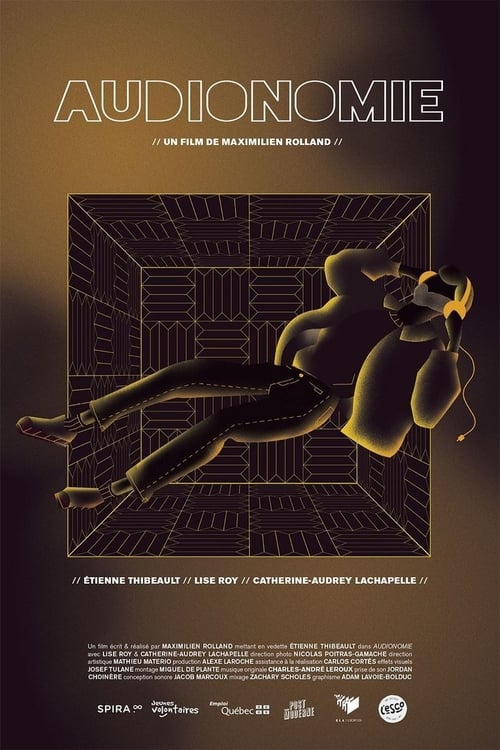 AUDIONOMIE
// UN FILM DE MAXIMILIEN ROLLAND //
// ÉTIENNE THIBEAULT // LISE ROY // CATHERINE-AUDREY LACHAPELLE //
Un film écrit & réalisé par MAXIMILIEN ROLLAND mettant en vedette ÉTIENNE THIBEAULT dans AUDIONOMIE
avec LISE ROY & CATHERINE-AUDREY LACHAPELLE direction photo NICOLAS POITRAS-GAMACHE direction
artistique MATHIEU MATERIO production ALEXE LAROCHE assistance à la réalisation CARLOS CORTÉS effets visuels
JOSEF TULANE montage MIGUEL DE PLANTE musique originale CHARLES-ANDRÉ LEROUX prise de son JORDAN
CHOINÈRE conception sonore JACOB MARCOUX mixage ZACHARY SCHOLES graphisme ADAM LAVOIE-BOLDUC
SPIRA
Jeunes volontaires
Emploi Québec
POST MODERNE
L'ESCO